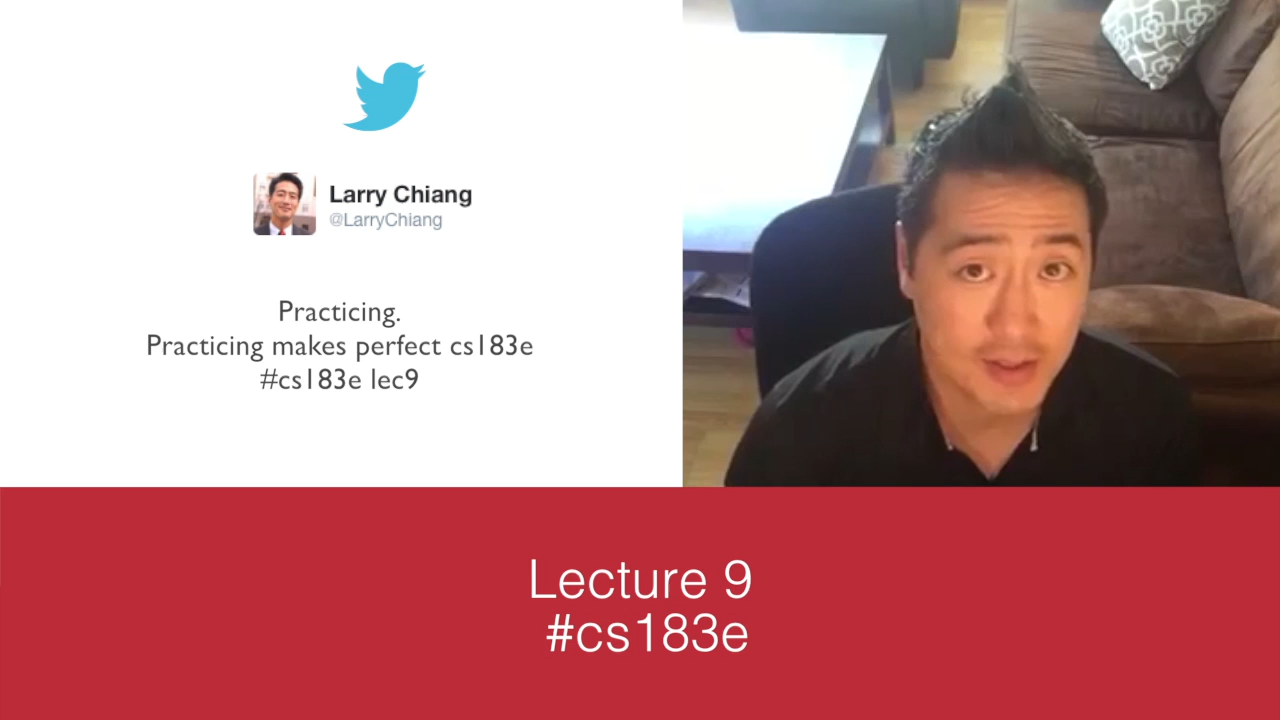 Larry Chiang
@LarryChiang
Practicing.
Practicing makes perfect cs183e
#cs183e lec9
Lecture 9
#cs183e